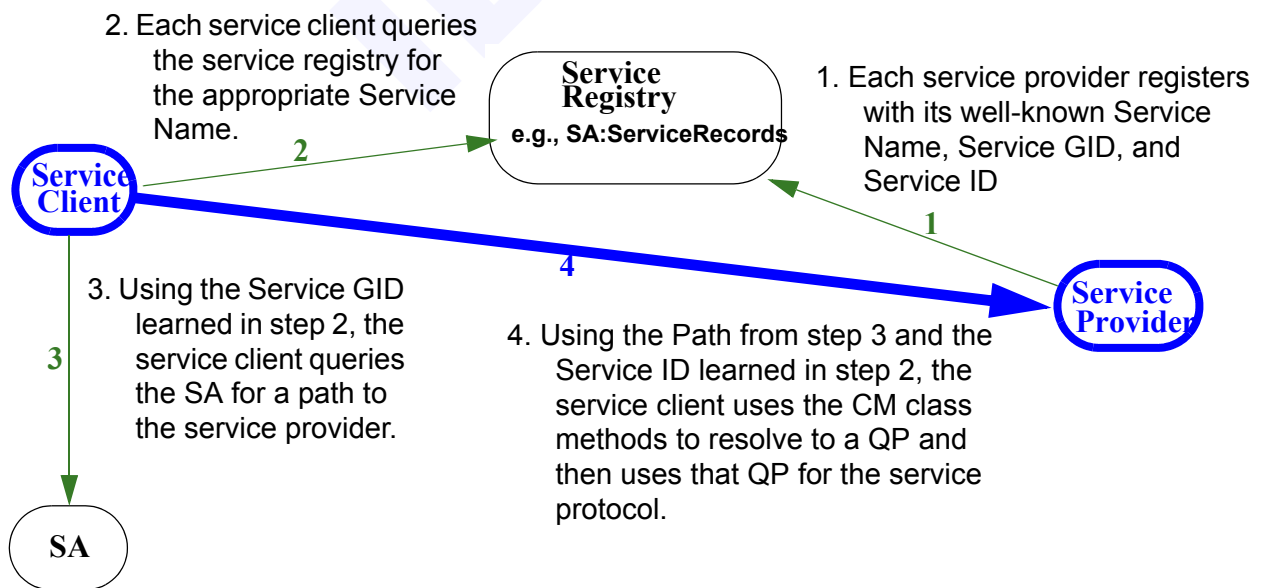 2. Each service client queries
the service registry for
the appropriate Service
Name.
Service
Registry
e.g., SA:ServiceRecords
1. Each service provider registers
with its well-known Service
Name, Service GID, and
Service ID
2
Service
Client
1
4
3. Using the Service GID
learned in step 2, the
service client queries
the SA for a path to
the service provider.
3
Service
Provider
4. Using the Path from step 3 and the
Service ID learned in step 2, the
service client uses the CM class
methods to resolve to a QP and
then uses that QP for the service
protocol.
SA